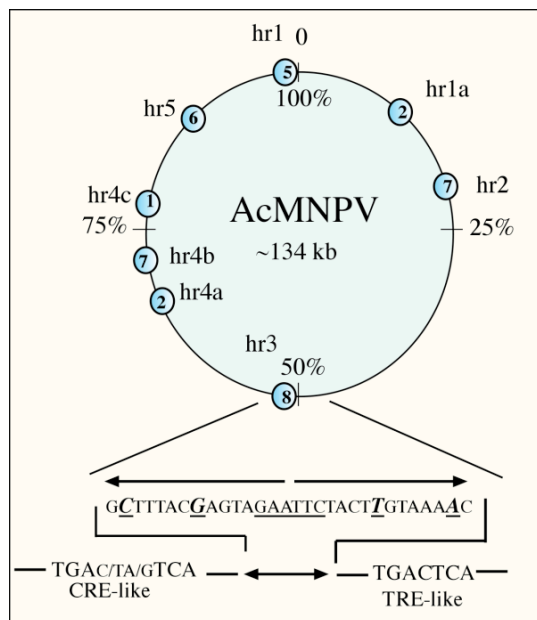 hr1 0
5
100%
hr1a
2
hr5
6
7
hr2
hr4c
1
AcMNPV
75%
25%
~134 kb
7
hr4b
2
hr4a
hr3
50%
8
GCTTTACGAGTAGAATTCTACTTGTAAAAC
TGAC/TA/GTCA
TGACTCA
CRE-like
TRE-like